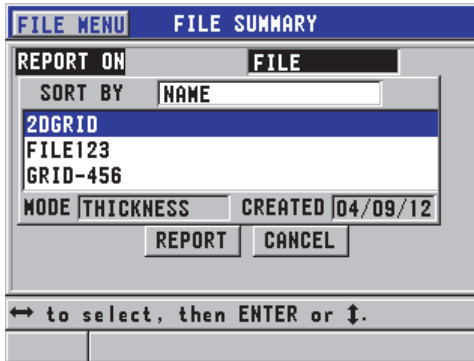 FILE MENU FILE SUMMARY
REPORT ON FILE
SORT BY NAME
2DGRID
FILE123
GRID-456
MODE THICKNESS CREATED 04/09/12
REPORT CANCEL
↔ to select, then ENTER or ↕.